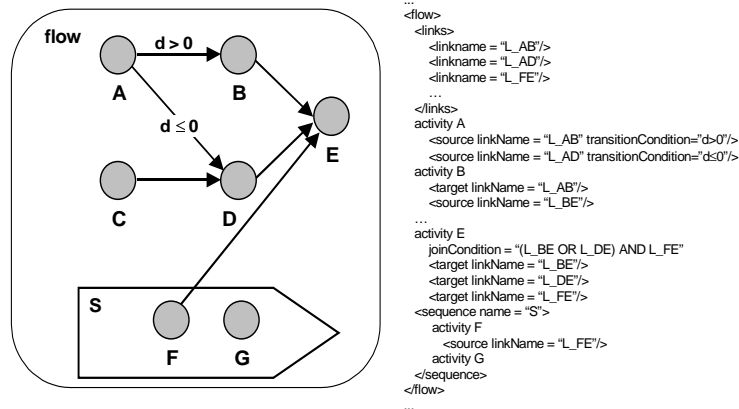 flow
d > 0
A
B
d ≤ 0
E
C
D
S
F
G
...
<flow>
<links>
<linkname = “L_AB”/>
<linkname = “L_AD”/>
<linkname = “L_FE”/>
…
</links>
activity A
<source linkName = “L_AB” transitionCondition=”d>0”/>
<source linkName = “L_AD” transitionCondition=”d≤0”/>
activity B
<target linkName = “L_AB”/>
<source linkName = “L_BE”/>
…
activity E
joinCondition = “(L_BE OR L_DE) AND L_FE”
<target linkName = “L_BE”/>
<target linkName = “L_DE”/>
<target linkName = “L_FE”/>
<sequence name = “S”>
activity F
<source linkName = “L_FE”/>
activity G
</sequence>
</flow>
...